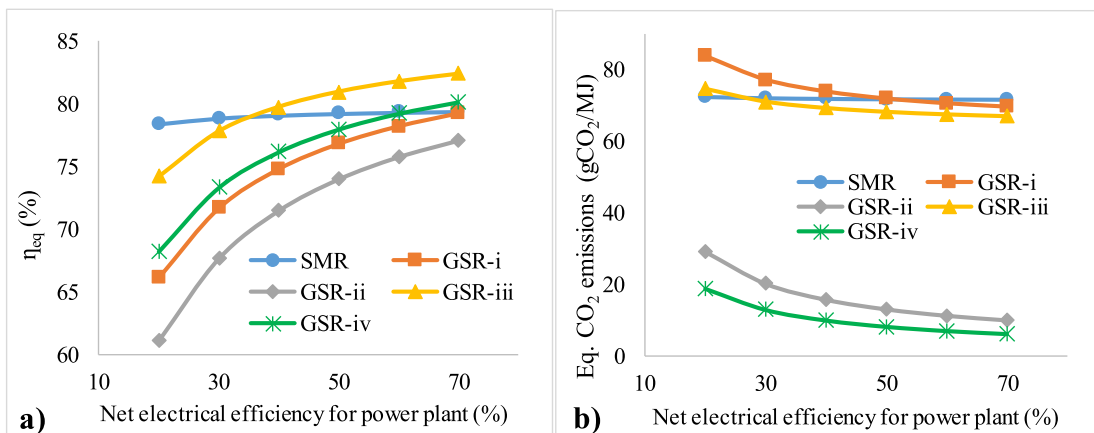 85
80
75
70
65
60
10
30
50
70
η_eq (%)
SMR
GSR-i
GSR-ii
GSR-iii
GSR-iv
a)
Net electrical efficiency for power plant (%)
80
60
40
20
0
10
30
50
70
Eq. CO₂ emissions (gCO₂/MJ)
SMR
GSR-i
GSR-ii
GSR-iii
GSR-iv
b)
Net electrical efficiency for power plant (%)